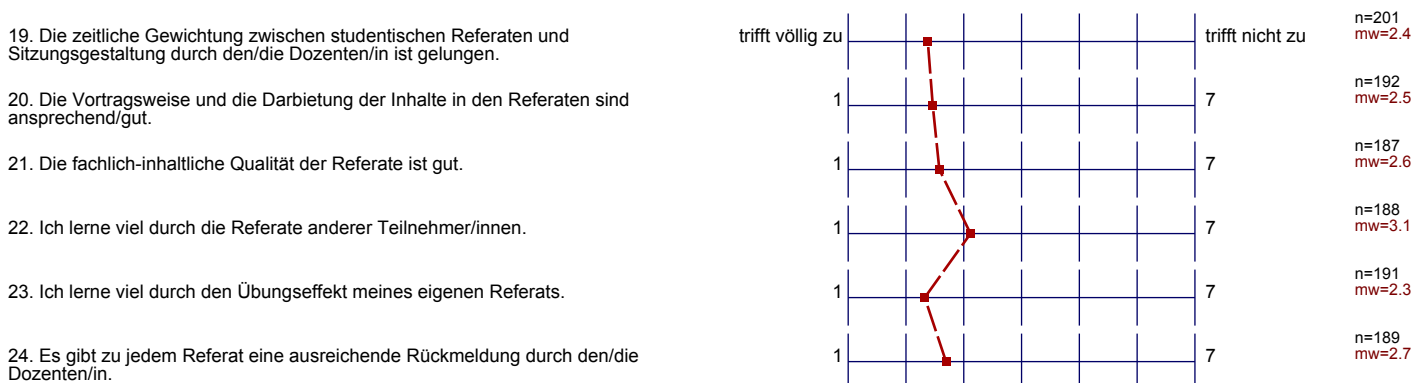 19. Die zeitliche Gewichtung zwischen studentischen Referaten und
Sitzungsgestaltung durch den/die Dozenten/in ist gelungen.
trifft völlig zu
trifft nicht zu
n=201
mw=2.4
20. Die Vortragsweise und die Darbietung der Inhalte in den Referaten sind
ansprechend/gut.
1
7
n=192
mw=2.5
21. Die fachlich-inhaltliche Qualität der Referate ist gut.
1
7
n=187
mw=2.6
22. Ich lerne viel durch die Referate anderer Teilnehmer/innen.
1
7
n=188
mw=3.1
23. Ich lerne viel durch den Übungseffekt meines eigenen Referats.
1
7
n=191
mw=2.3
24. Es gibt zu jedem Referat eine ausreichende Rückmeldung durch den/die
Dozenten/in.
1
7
n=189
mw=2.7